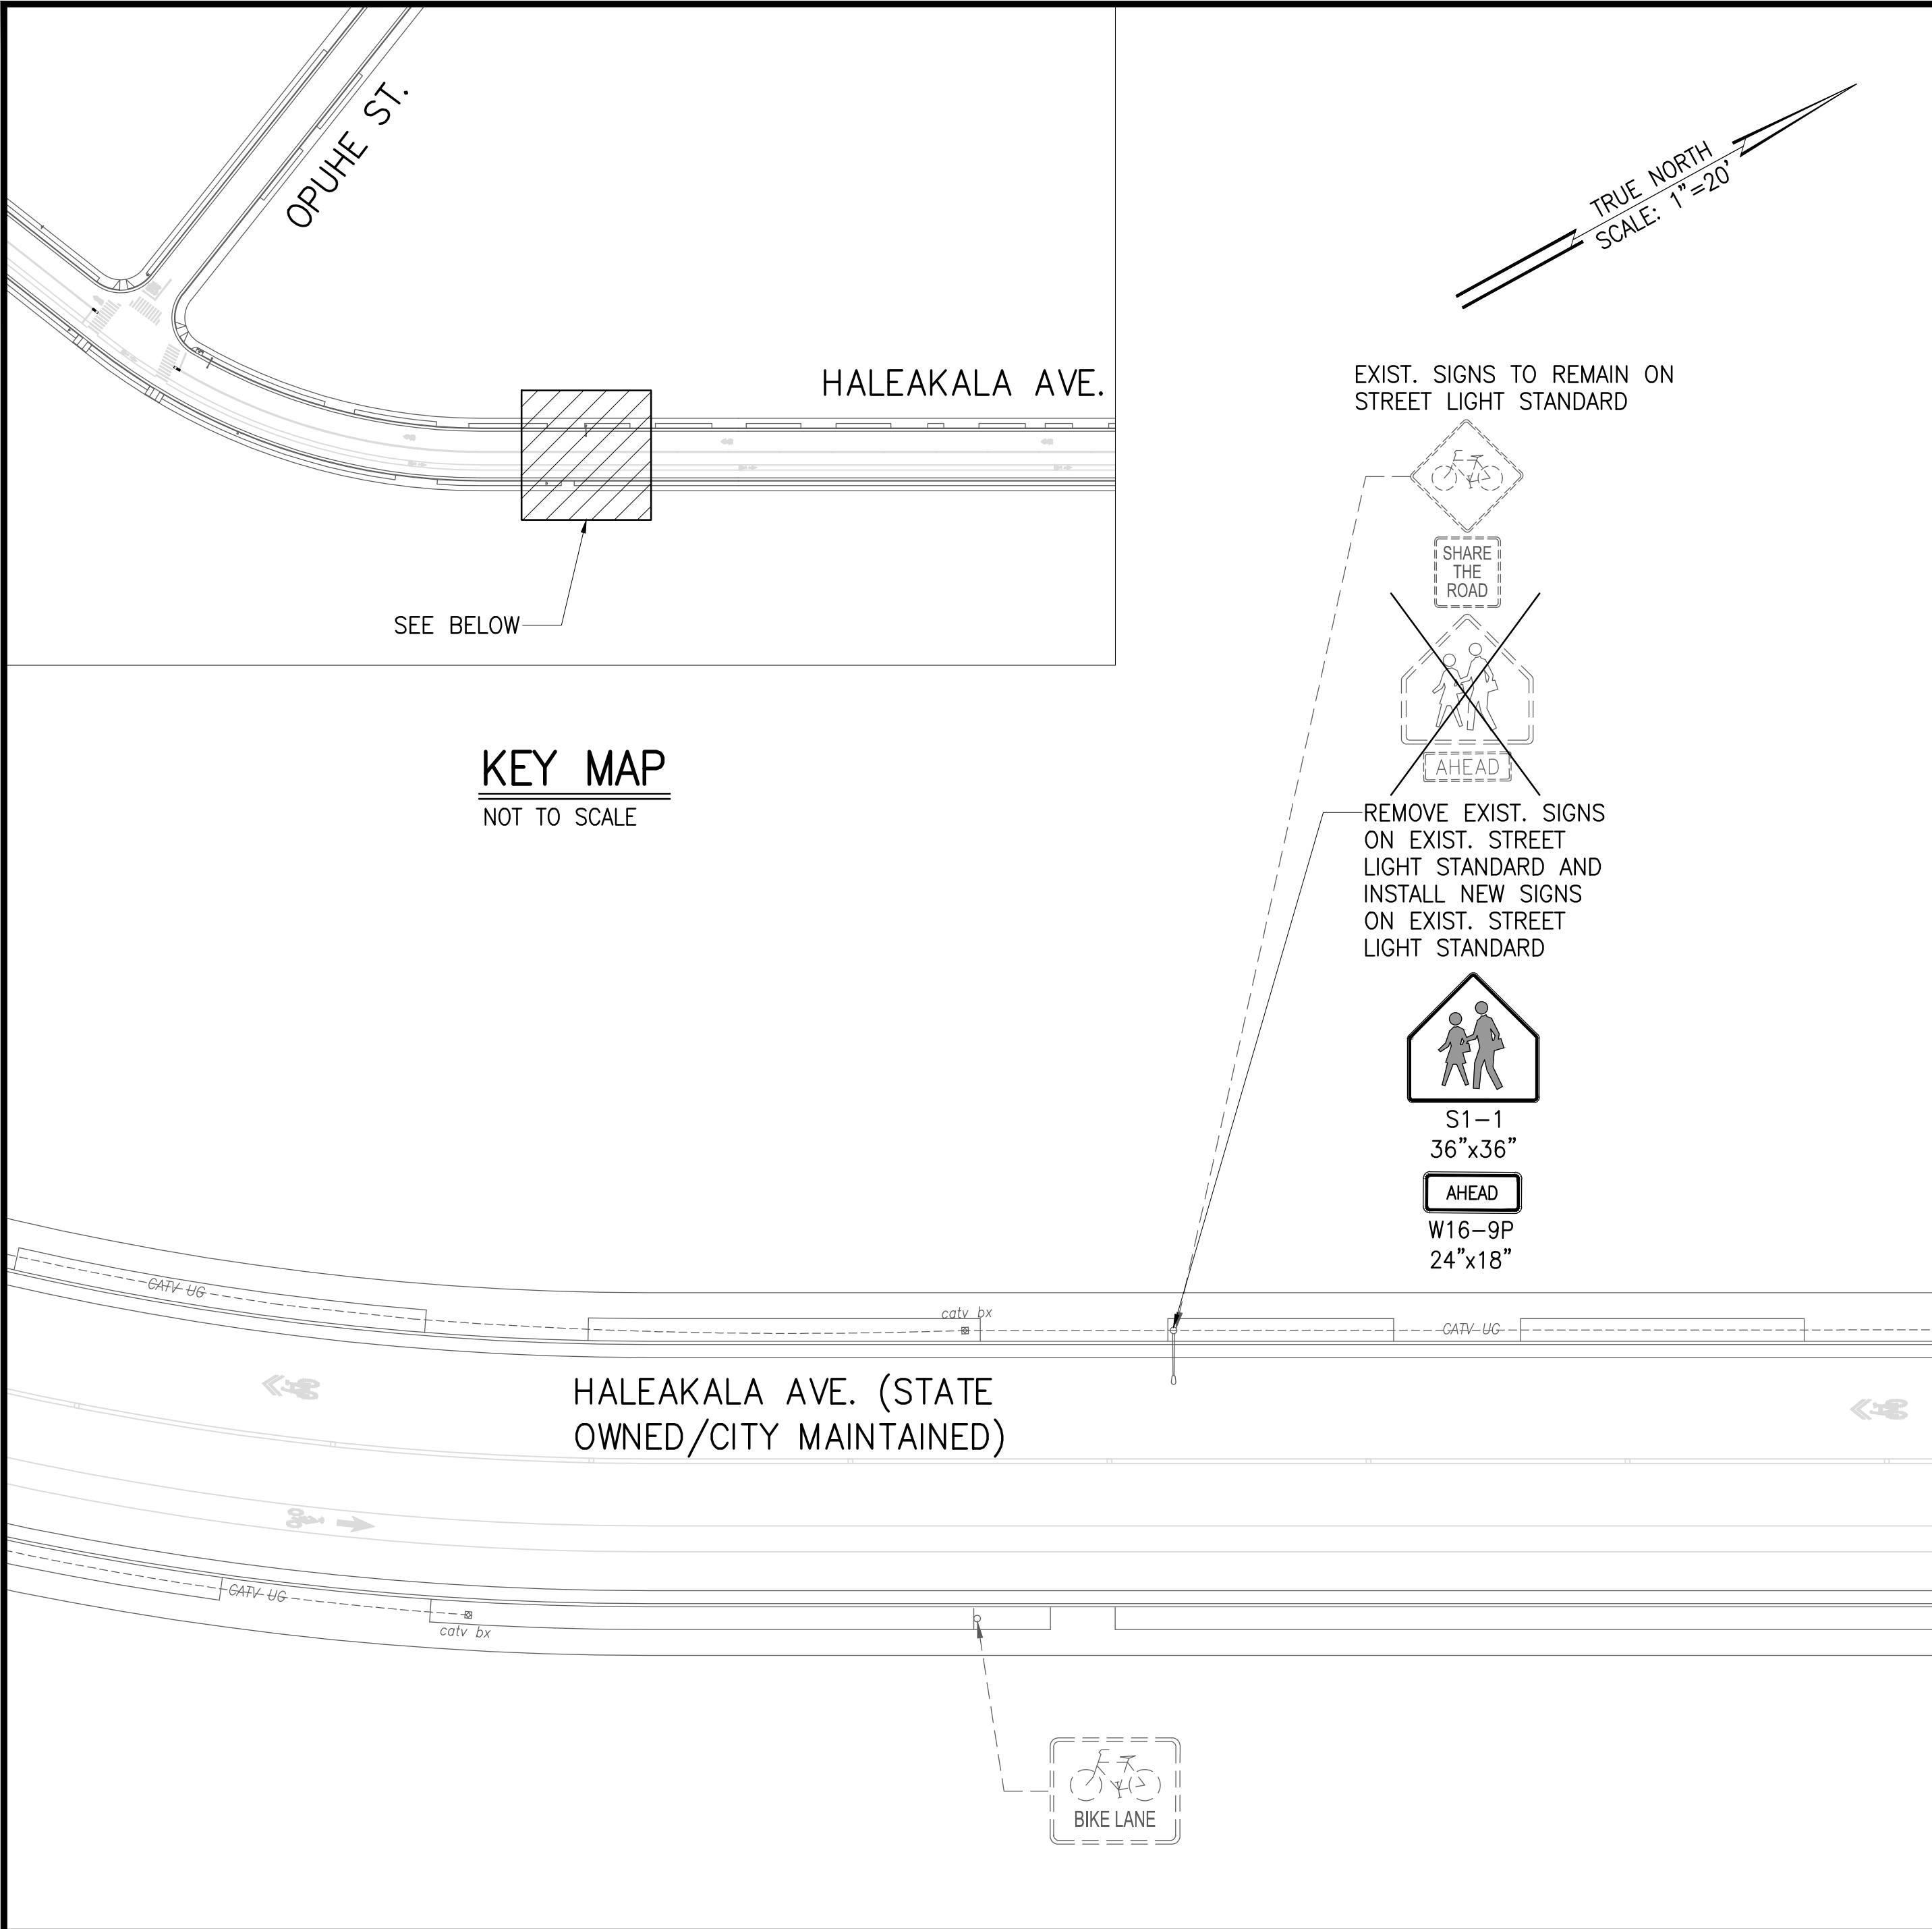 OPUHE ST.
HALEAKALA AVE.
SEE BELOW
KEY MAP
NOT TO SCALE
TRUE NORTH
SCALE: 1"=20'
EXIST. SIGNS TO REMAIN ON
STREET LIGHT STANDARD
SHARE
THE
ROAD
AHEAD
REMOVE EXIST. SIGNS
ON EXIST. STREET
LIGHT STANDARD AND
INSTALL NEW SIGNS
ON EXIST. STREET
LIGHT STANDARD
S1-1
36"x36"
AHEAD
W16-9P
24"x18"
CATV UG
catv bx
CATV UG
HALEAKALA AVE. (STATE
OWNED/CITY MAINTAINED)
CATV UG
catv bx
BIKE LANE